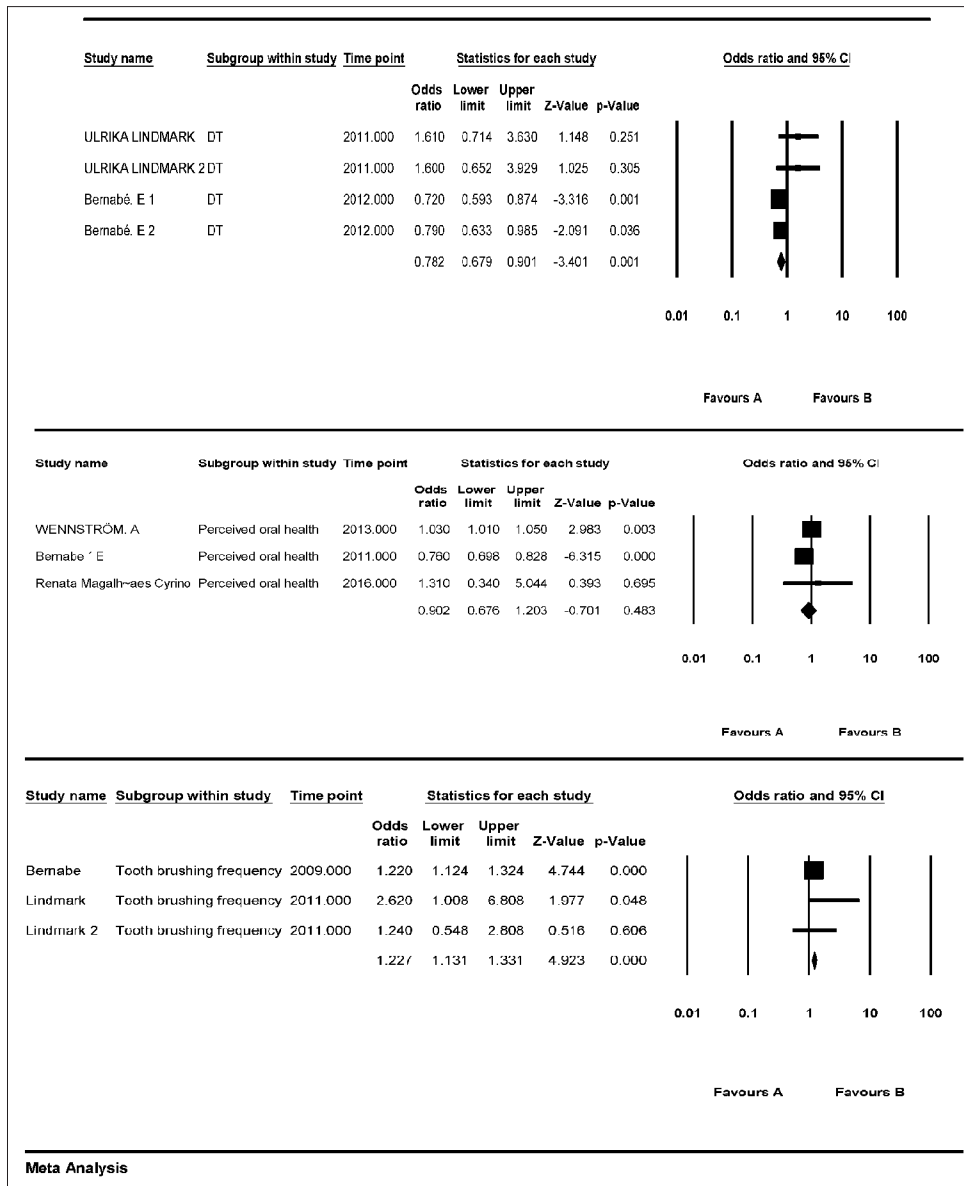 Study name Subgroup within study Time point Statistics for each study Odds ratio and 95% CI
Odds Lower Upper
ratio limit limit Z-Value p-Value
ULRIKA LINDMARK DT 2011.000 1.610 0.714 3.630 1.148 0.251
ULRIKA LINDMARK 2 DT 2011.000 1.600 0.652 3.929 1.025 0.305
Bernabé. E 1 DT 2012.000 0.720 0.593 0.874 -3.316 0.001
Bernabé. E 2 DT 2012.000 0.790 0.633 0.985 -2.091 0.036
0.782 0.679 0.901 -3.401 0.001
0.01 0.1 1 10 100
Favours A Favours B
Study name Subgroup within study Time point Statistics for each study Odds ratio and 95% CI
Odds Lower Upper
ratio limit limit Z-Value p-Value
WENNSTRÖM. A Perceived oral health 2013.000 1.030 1.010 1.050 2.983 0.003
Bernabe ´ E Perceived oral health 2011.000 0.760 0.698 0.828 -6.315 0.000
Renata Magalh~aes Cyrino Perceived oral health 2016.000 1.310 0.340 5.044 0.393 0.695
0.902 0.676 1.203 -0.701 0.483
0.01 0.1 1 10 100
Favours A Favours B
Study name Subgroup within study Time point Statistics for each study Odds ratio and 95% CI
Odds Lower Upper
ratio limit limit Z-Value p-Value
Bernabe Tooth brushing frequency 2009.000 1.220 1.124 1.324 4.744 0.000
Lindmark Tooth brushing frequency 2011.000 2.620 1.008 6.808 1.977 0.048
Lindmark 2 Tooth brushing frequency 2011.000 1.240 0.548 2.808 0.516 0.606
1.227 1.131 1.331 4.923 0.000
0.01 0.1 1 10 100
Favours A Favours B
Meta Analysis